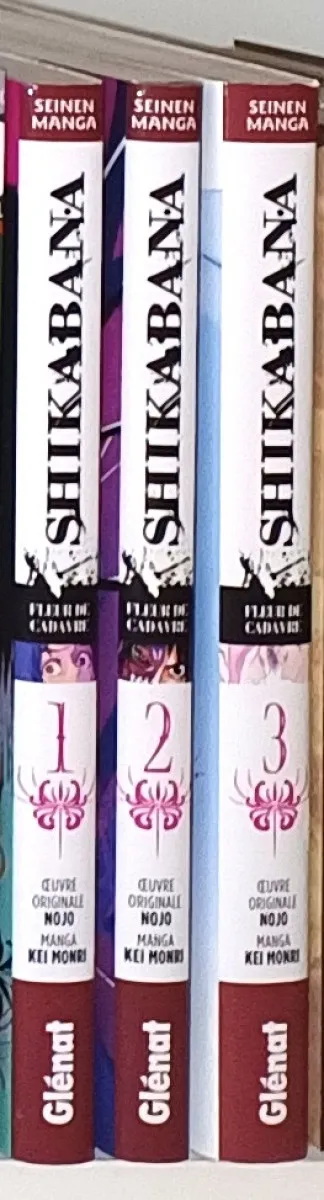 SEINEN
MANGA
SHIKABANA
FLEUR DE
CADAVRE
1
ŒUVRE
ORIGINALE
NOJO
MANGA
KEI MONRI
Glénat
SEINEN
MANGA
SHIKABANA
FLEUR DE
CADAVRE
2
ŒUVRE
ORIGINALE
NOJO
MANGA
KEI MONRI
Glénat
SEINEN
MANGA
SHIKABANA
FLEUR DE
CADAVRE
3
ŒUVRE
ORIGINALE
NOJO
MANGA
KEI MONRI
Glénat